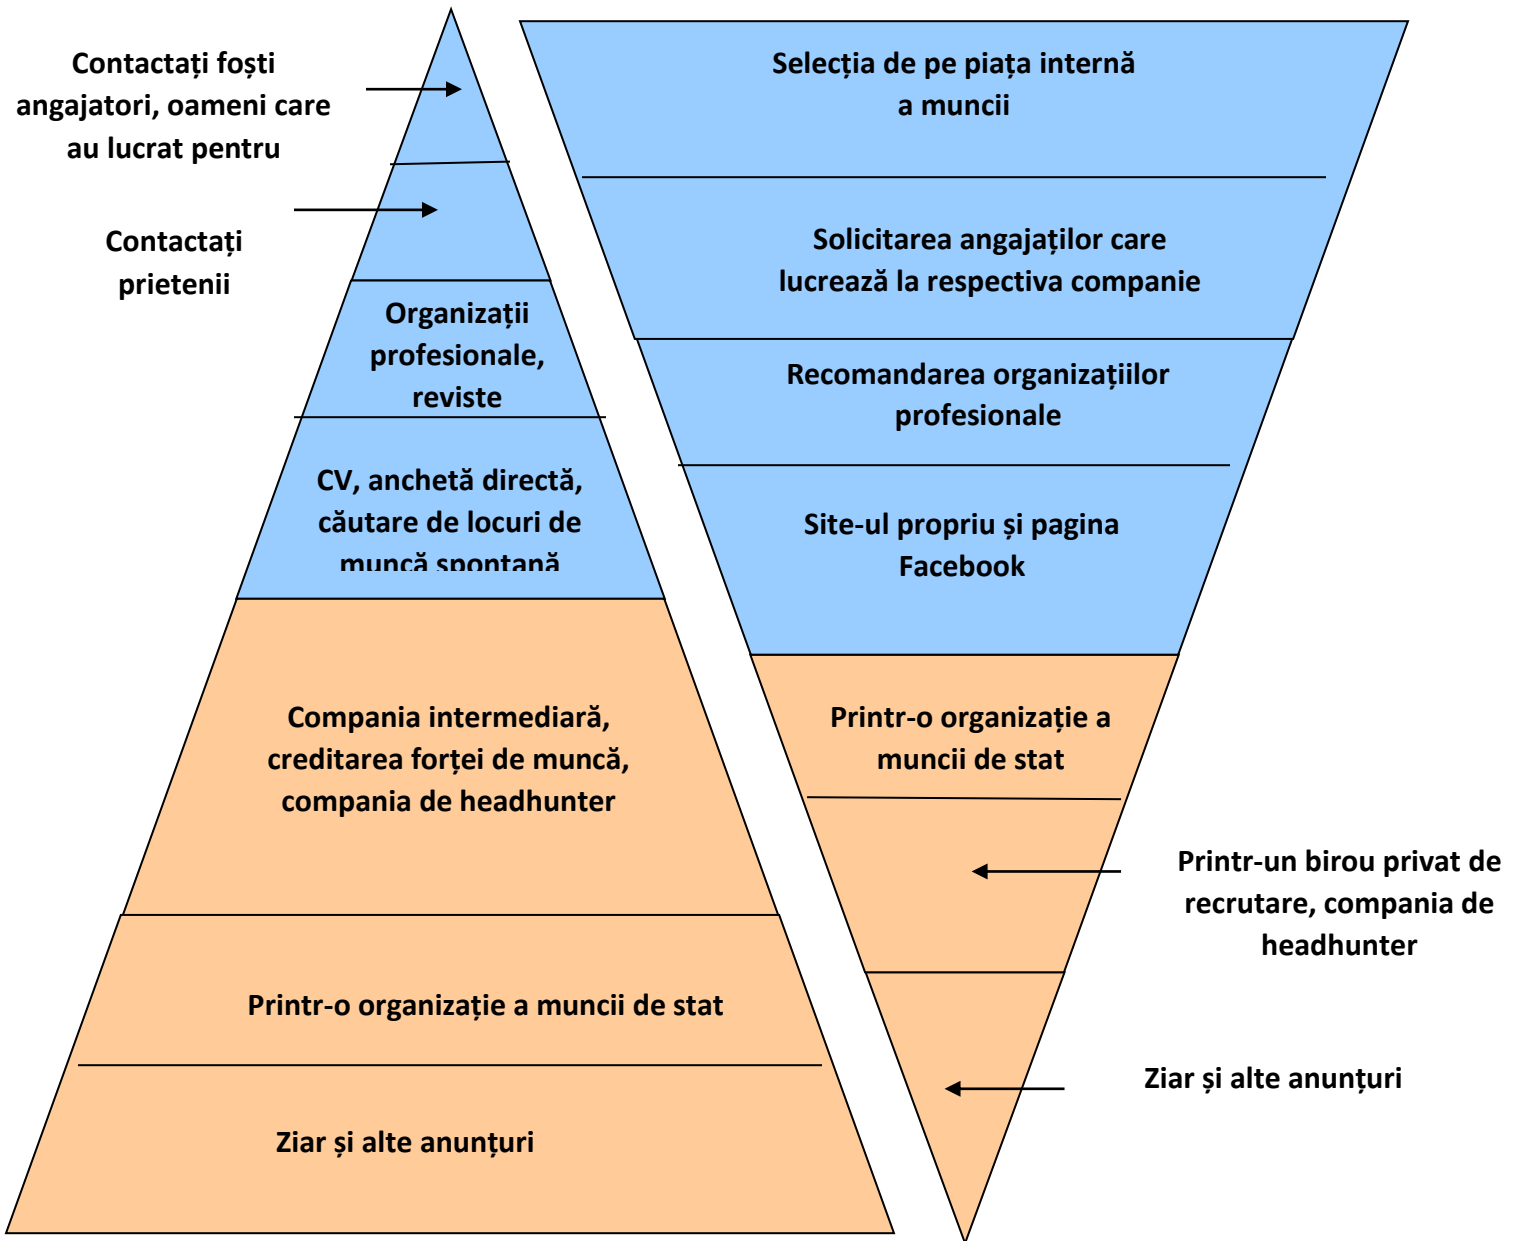 Contactați foști
angajatori, oameni care
au lucrat pentru
Contactați
prietenii
Organizații
profesionale,
reviste
CV, anchetă directă,
căutare de locuri de
muncă spontană
Compania intermediară,
creditarea forței de muncă,
compania de headhunter
Printr-o organizație a muncii de stat
Ziar și alte anunțuri
Selecția de pe piața internă
a muncii
Solicitarea angajaților care
lucrează la respectiva companie
Recomandarea organizațiilor
profesionale
Site-ul propriu și pagina
Facebook
Printr-o organizație a
muncii de stat
Printr-un birou privat de
recrutare, compania de
headhunter
Ziar și alte anunțuri